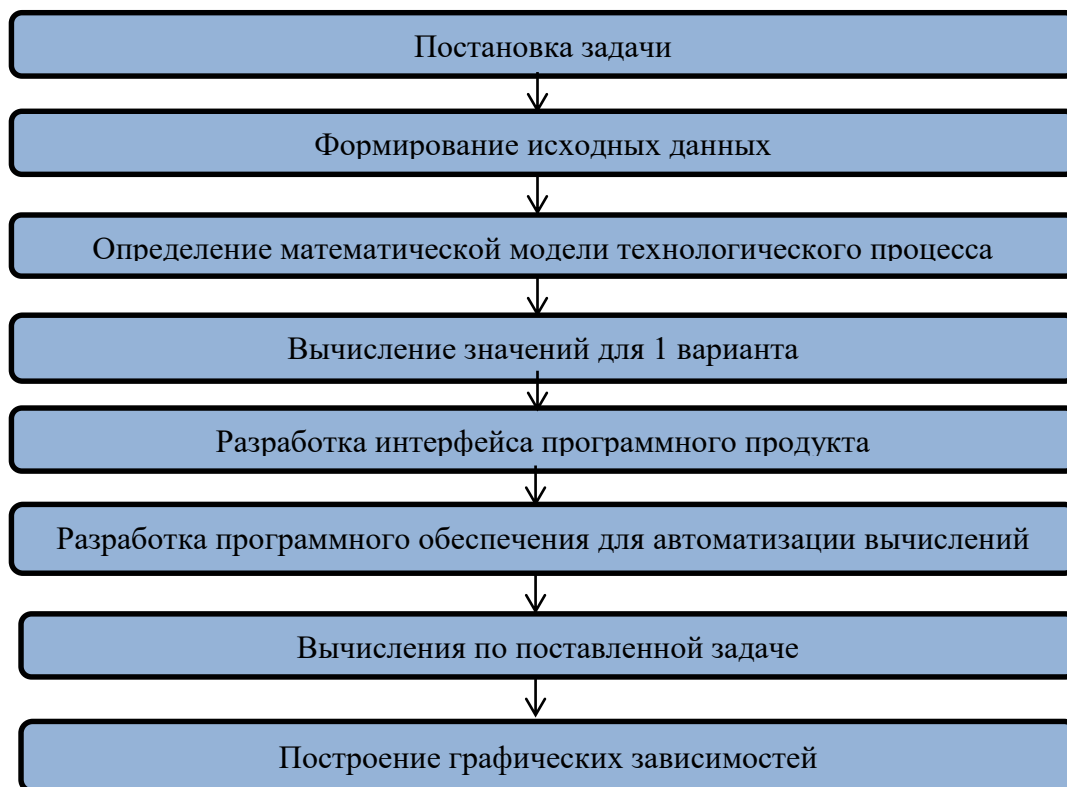 Постановка задачи
Формирование исходных данных
Определение математической модели технологического процесса
Вычисление значений для 1 варианта
Разработка интерфейса программного продукта
Разработка программного обеспечения для автоматизации вычислений
Вычисления по поставленной задаче
Построение графических зависимостей